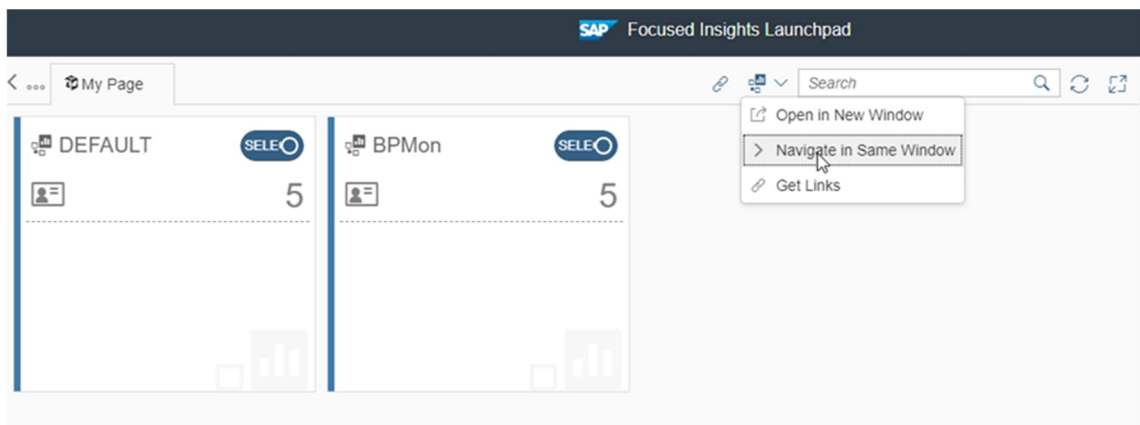 SAP Focused Insights Launchpad
My Page
Search
Open in New Window
Navigate in Same Window
Get Links
DEFAULT SELE
5
BPMon SELE
5